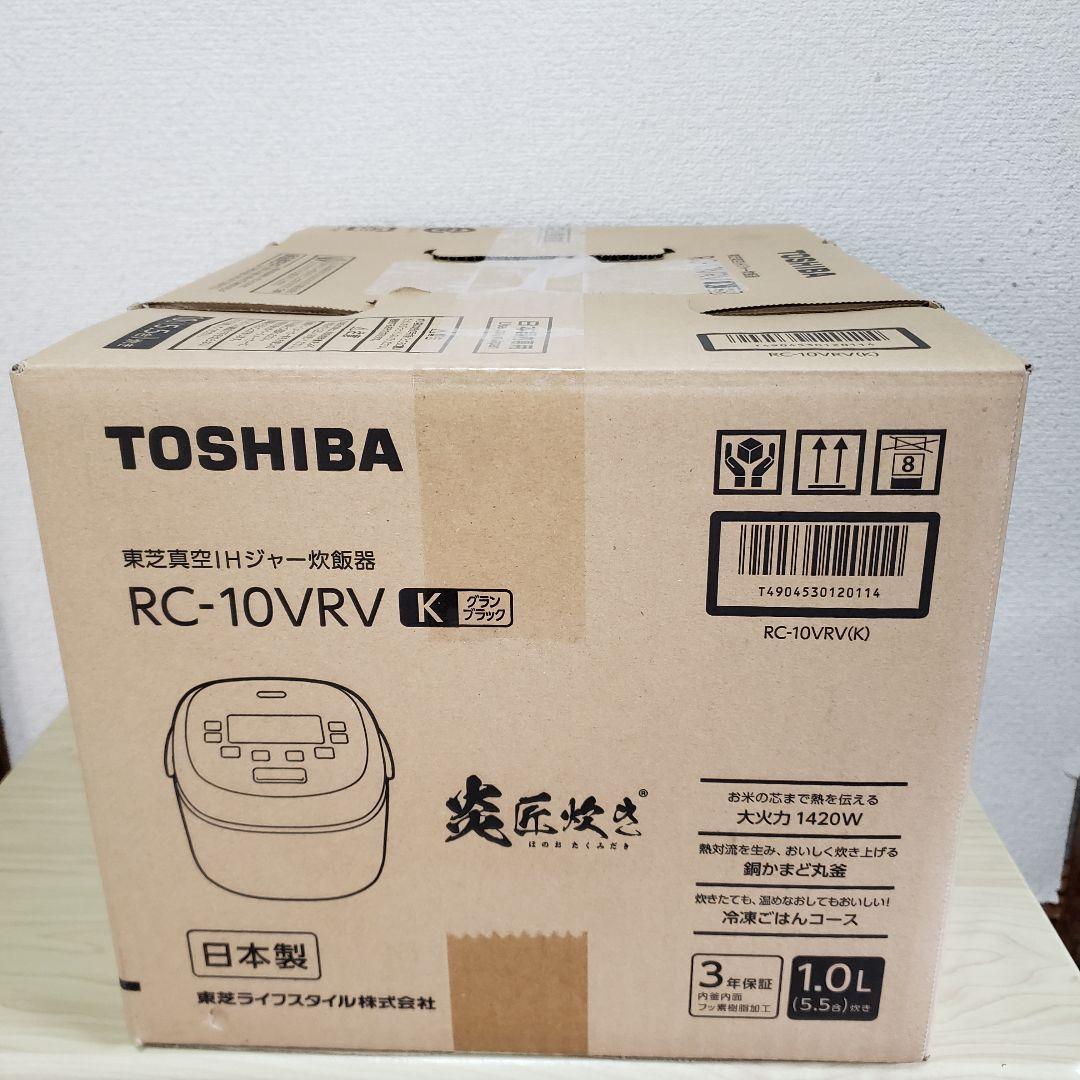 TOSHIBA
RC-10VRV
T4904530120114
RC-10VRV(K)
TOSHIBA
8
東芝真空IHジャー炊飯器
RC-10VRV K グラン
ブラック
T4904530120114
RC-10VRV(K)
炎匠炊き®
ほのおたくみだき
お米の芯まで熱を伝える
大火力 1420W
熱対流を生み、おいしく炊き上げる
銅かまど丸釜
炊きたても、温めなおしてもおいしい!
冷凍ごはんコース
日本製
東芝ライフスタイル株式会社
3年保証
内釜内面
フッ素樹脂加工
1.0L
(5.5合)炊き